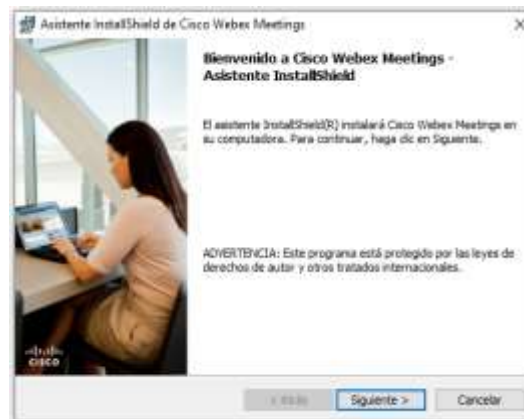 Asistente InstallShield de Cisco Webex Meetings
Bienvenido a Cisco Webex Meetings -
Asistente InstallShield
El asistente InstallShield(R) instalará Cisco Webex Meetings en
su computadora. Para continuar, haga clic en Siguiente.
ADVERTENCIA: Este programa está protegido por las leyes de
derechos de autor y otros tratados internacionales.
cisco
Siguiente >
Cancelar